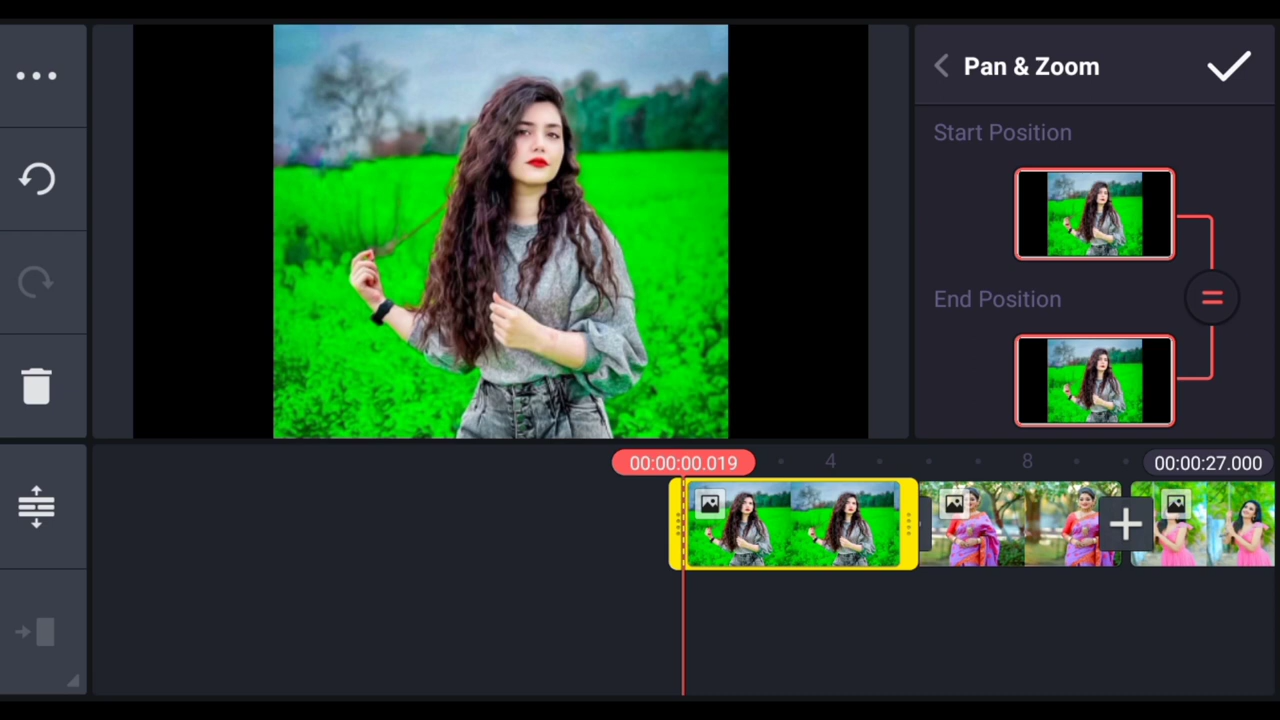 Pan & Zoom
Start Position
End Position
00:00:00.019
4
8
00:00:27.000